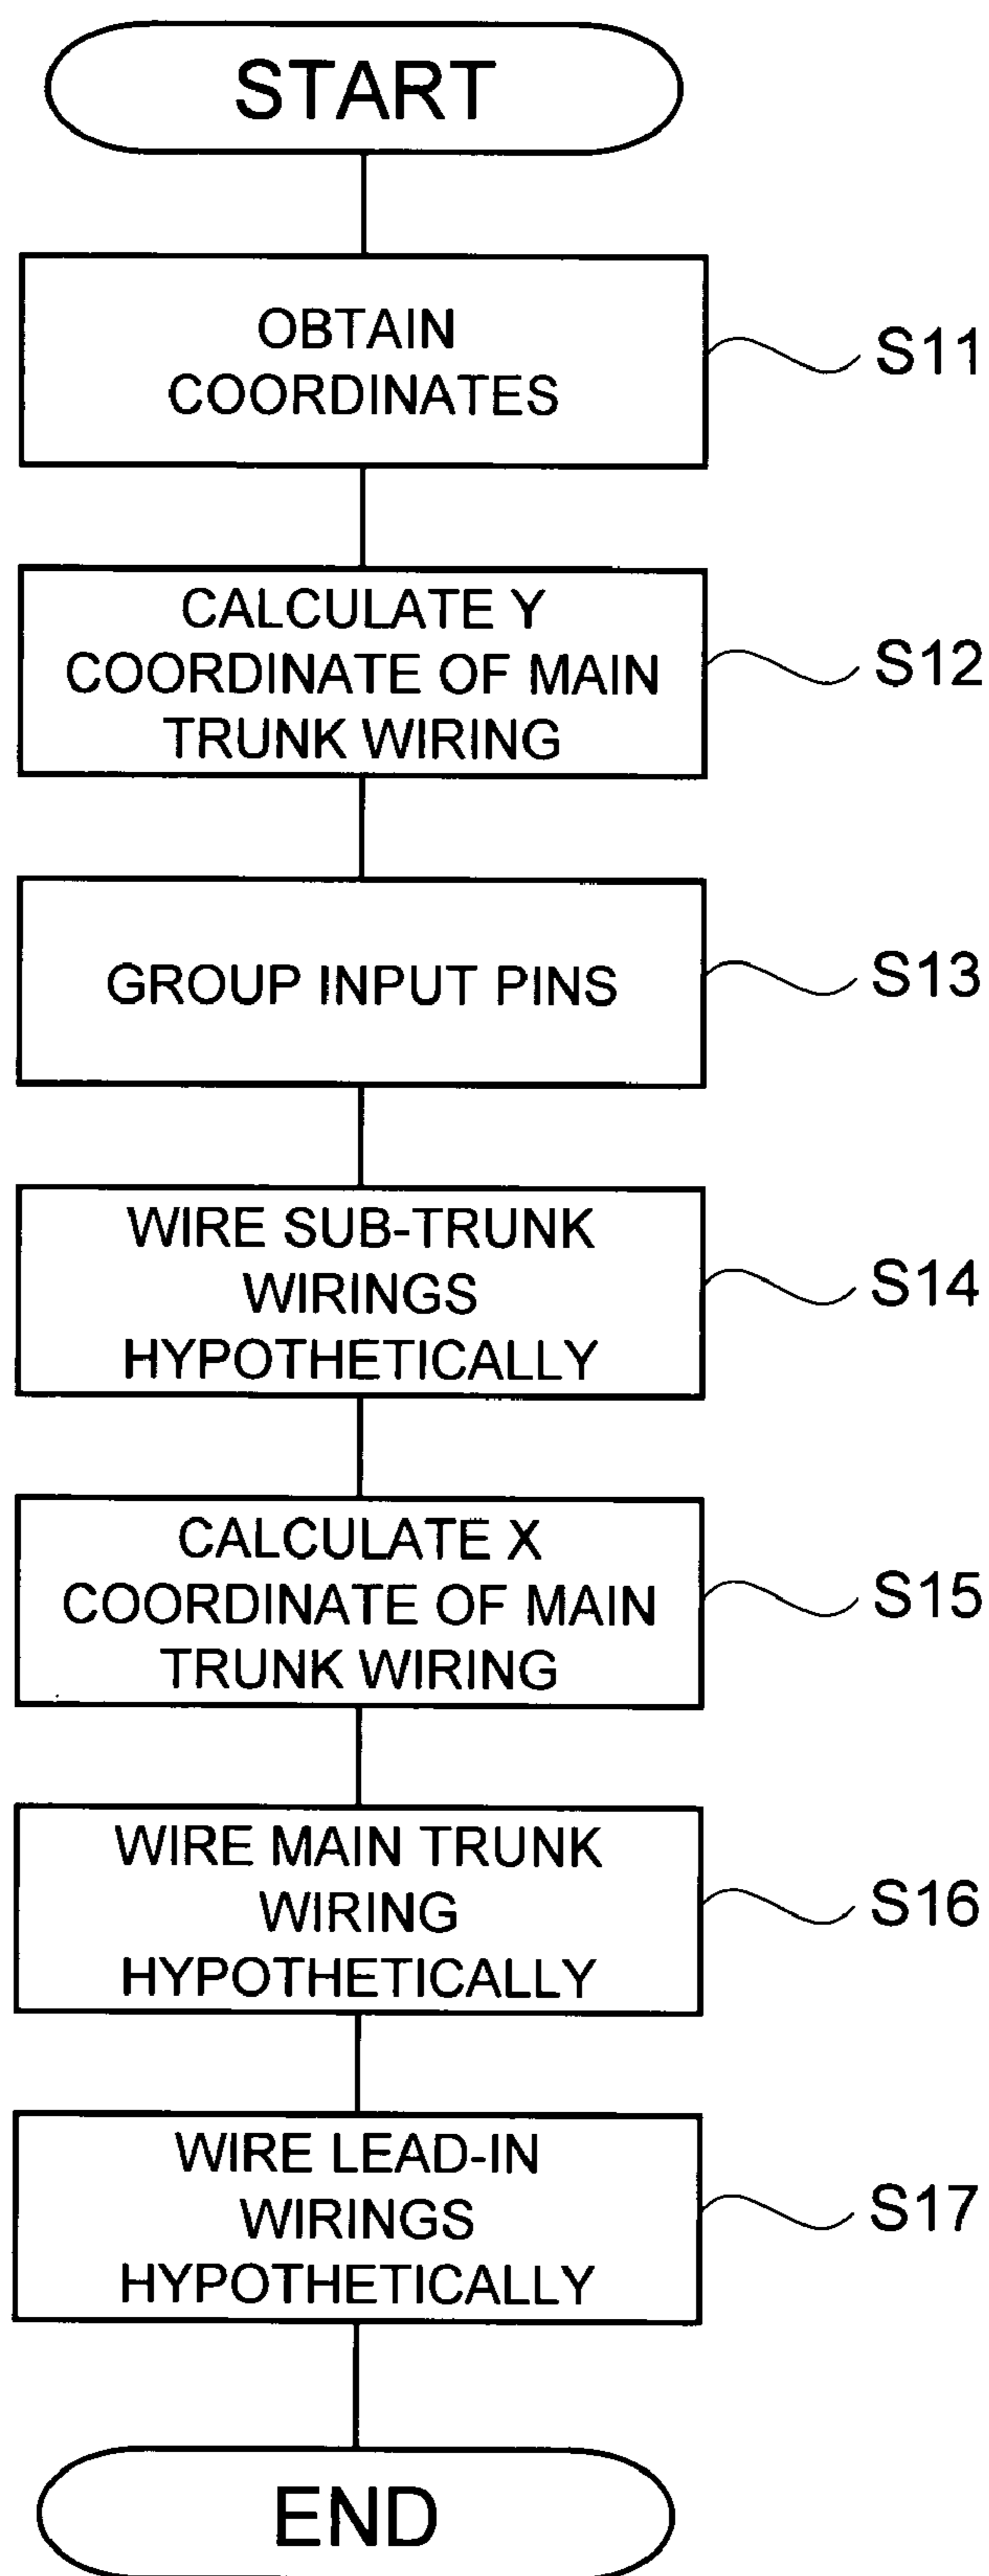 START
OBTAIN
COORDINATES
S11
CALCULATE Y
COORDINATE OF MAIN
TRUNK WIRING
S12
GROUP INPUT PINS
S13
WIRE SUB-TRUNK
WIRINGS
HYPOTHETICALLY
S14
CALCULATE X
COORDINATE OF MAIN
TRUNK WIRING
S15
WIRE MAIN TRUNK
WIRING
HYPOTHETICALLY
S16
WIRE LEAD-IN
WIRINGS
HYPOTHETICALLY
S17
END